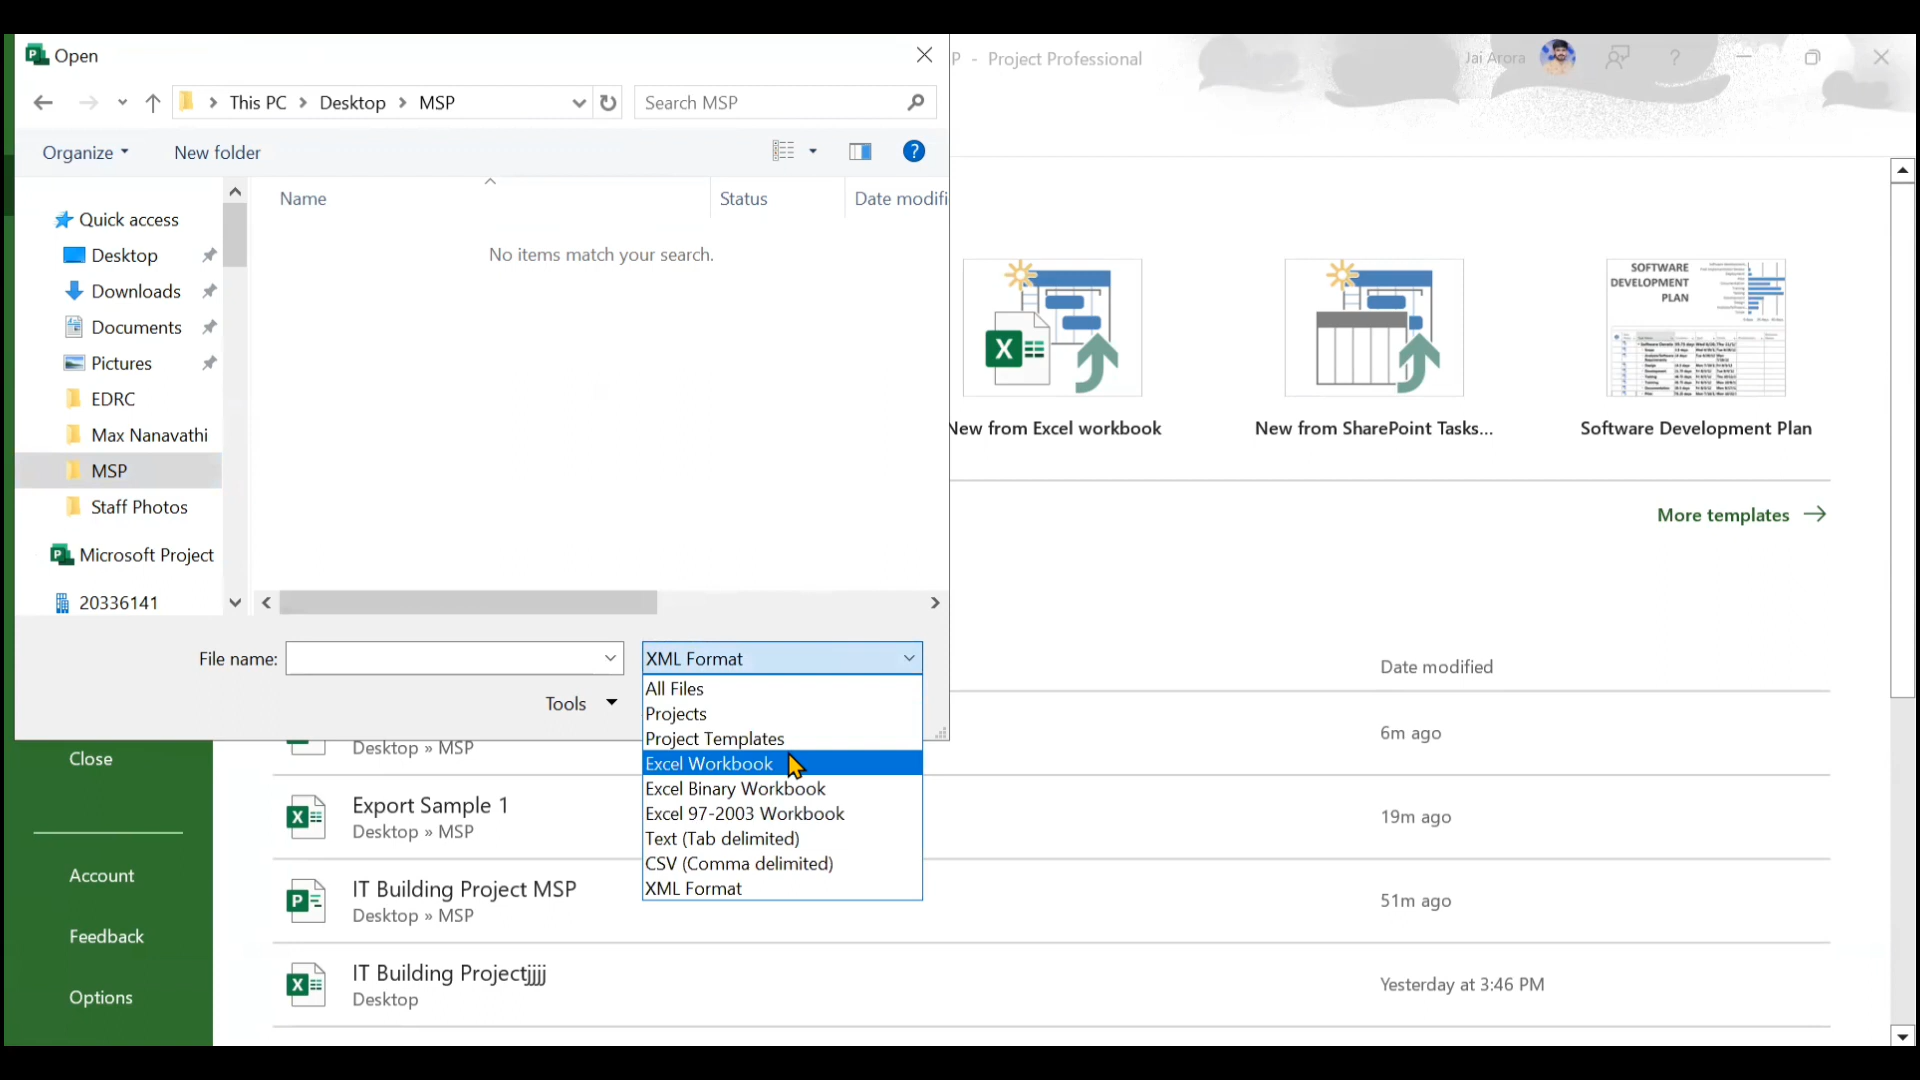 Open
P - Project Professional
Jai Arora
This PC > Desktop > MSP
Search MSP
Organize
New folder
Name
Status
Date modifi
No items match your search.
Quick access
Desktop
Downloads
Documents
Pictures
EDRC
Max Nanavathi
MSP
Staff Photos
Microsoft Project
20336141
SOFTWARE
DEVELOPMENT
PLAN
New from Excel workbook
New from SharePoint Tasks...
Software Development Plan
More templates
File name:
XML Format
Tools
All Files
Projects
Project Templates
Excel Workbook
Excel Binary Workbook
Excel 97-2003 Workbook
Text (Tab delimited)
CSV (Comma delimited)
XML Format
Date modified
Close
Account
Feedback
Options
Desktop » MSP
6m ago
Export Sample 1
Desktop » MSP
19m ago
IT Building Project MSP
Desktop » MSP
51m ago
IT Building Projectjjjj
Desktop
Yesterday at 3:46 PM